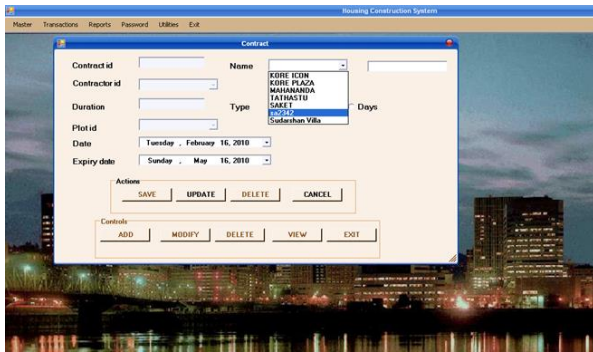 Housing Construction System
Master Transactions Reports Password Utilities Exit
Contract
Contract id
Name
KORE ICON
KORE PLAZA
MAHANANDA
TATHASTU
SAKET
sa2342
Sudarshan Villa
Contractor id
Duration
Type
Days
Plot id
Date Tuesday , February 16, 2010
Expiry date Sunday , May 16, 2010
Actions
SAVE UPDATE DELETE CANCEL
Controls
ADD MODIFY DELETE VIEW EXIT